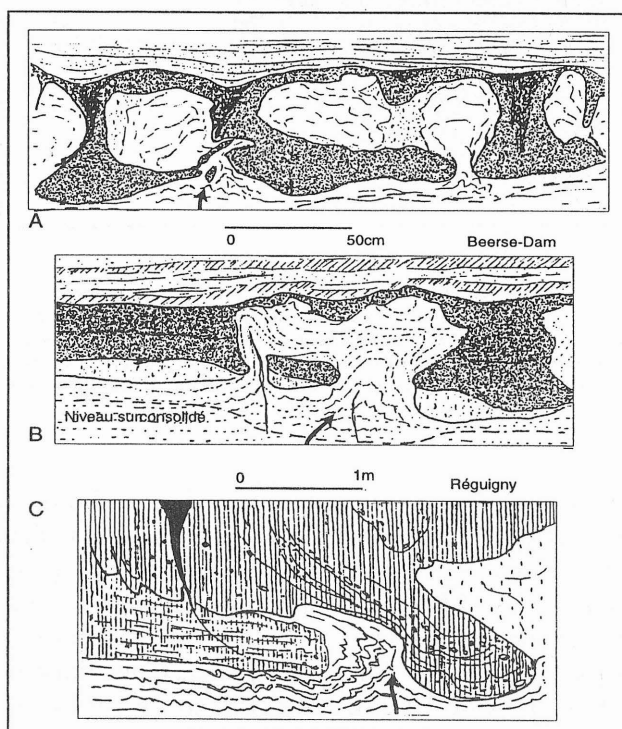 A
0 50cm Beerse-Dam
Niveau surconsolidé
B
0 1m Réguigny
C